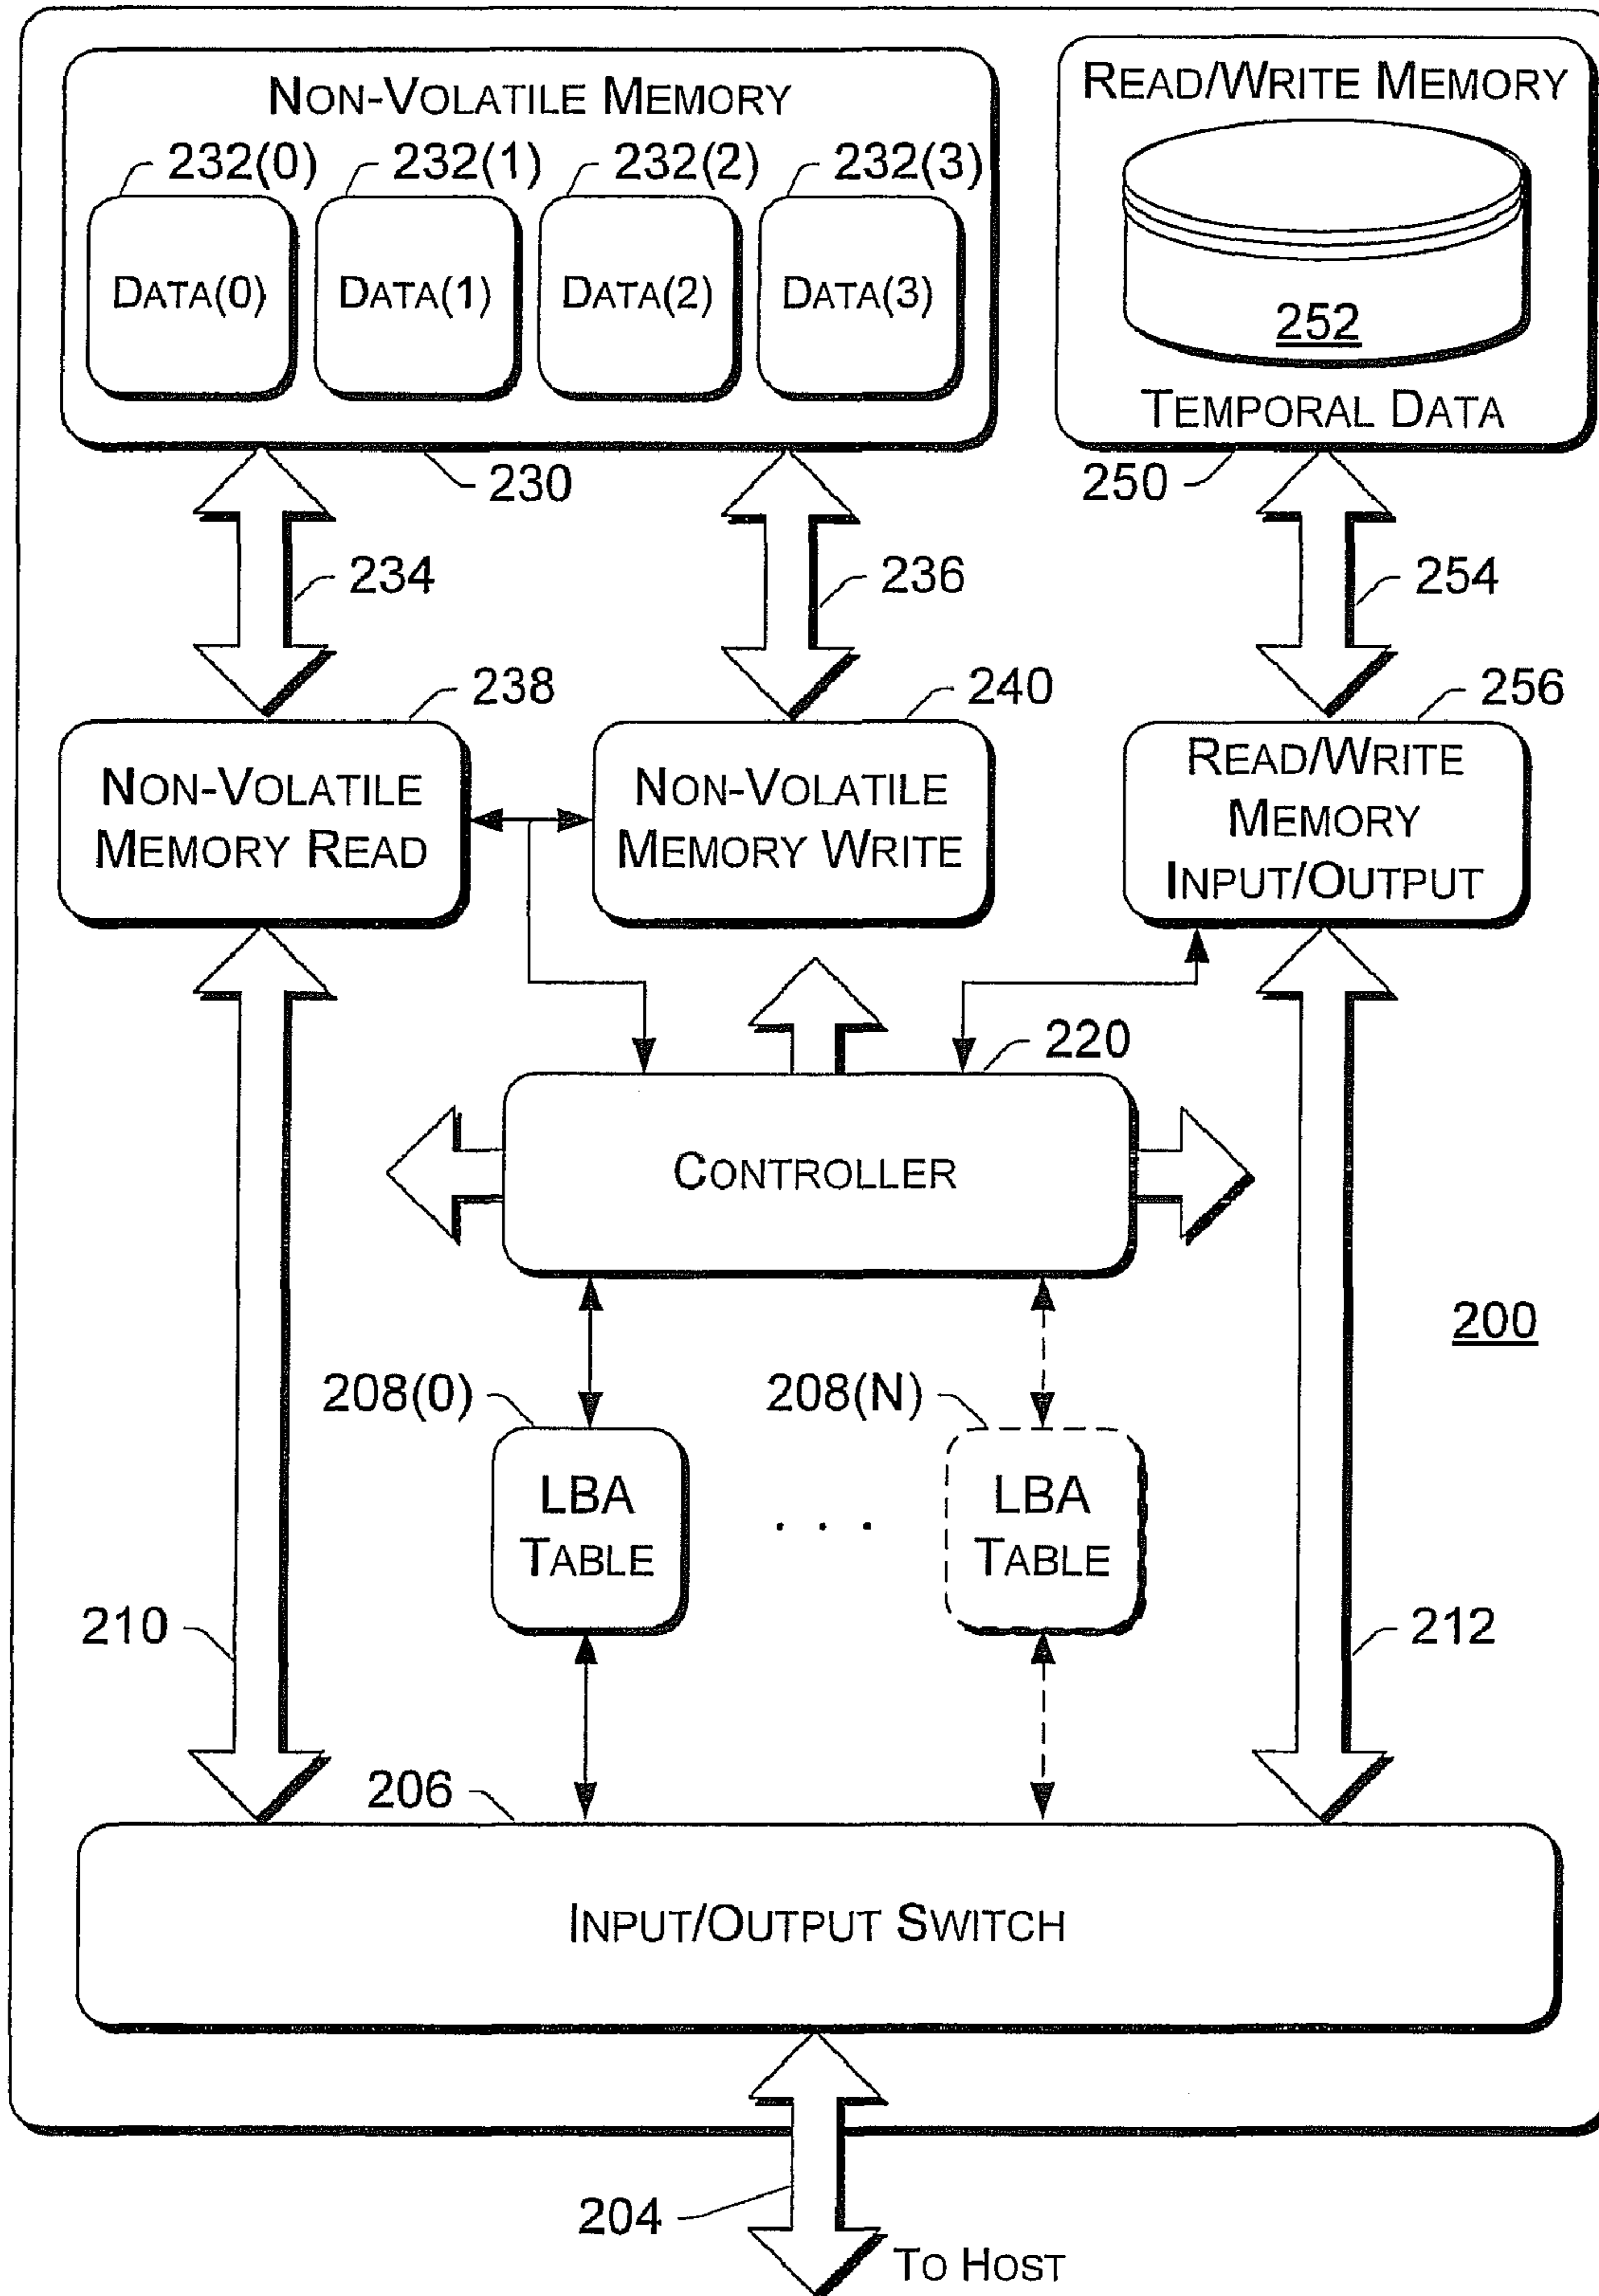 NON-VOLATILE MEMORY
READ/WRITE MEMORY
232(0) 232(1) 232(2) 232(3)
DATA(0) DATA(1) DATA(2) DATA(3)
252
TEMPORAL DATA
230
250
234
236
254
238
240
256
NON-VOLATILE
MEMORY READ
NON-VOLATILE
MEMORY WRITE
READ/WRITE
MEMORY
INPUT/OUTPUT
220
CONTROLLER
200
208(0)
208(N)
LBA
TABLE
. . .
LBA
TABLE
210
212
206
INPUT/OUTPUT SWITCH
204
TO HOST